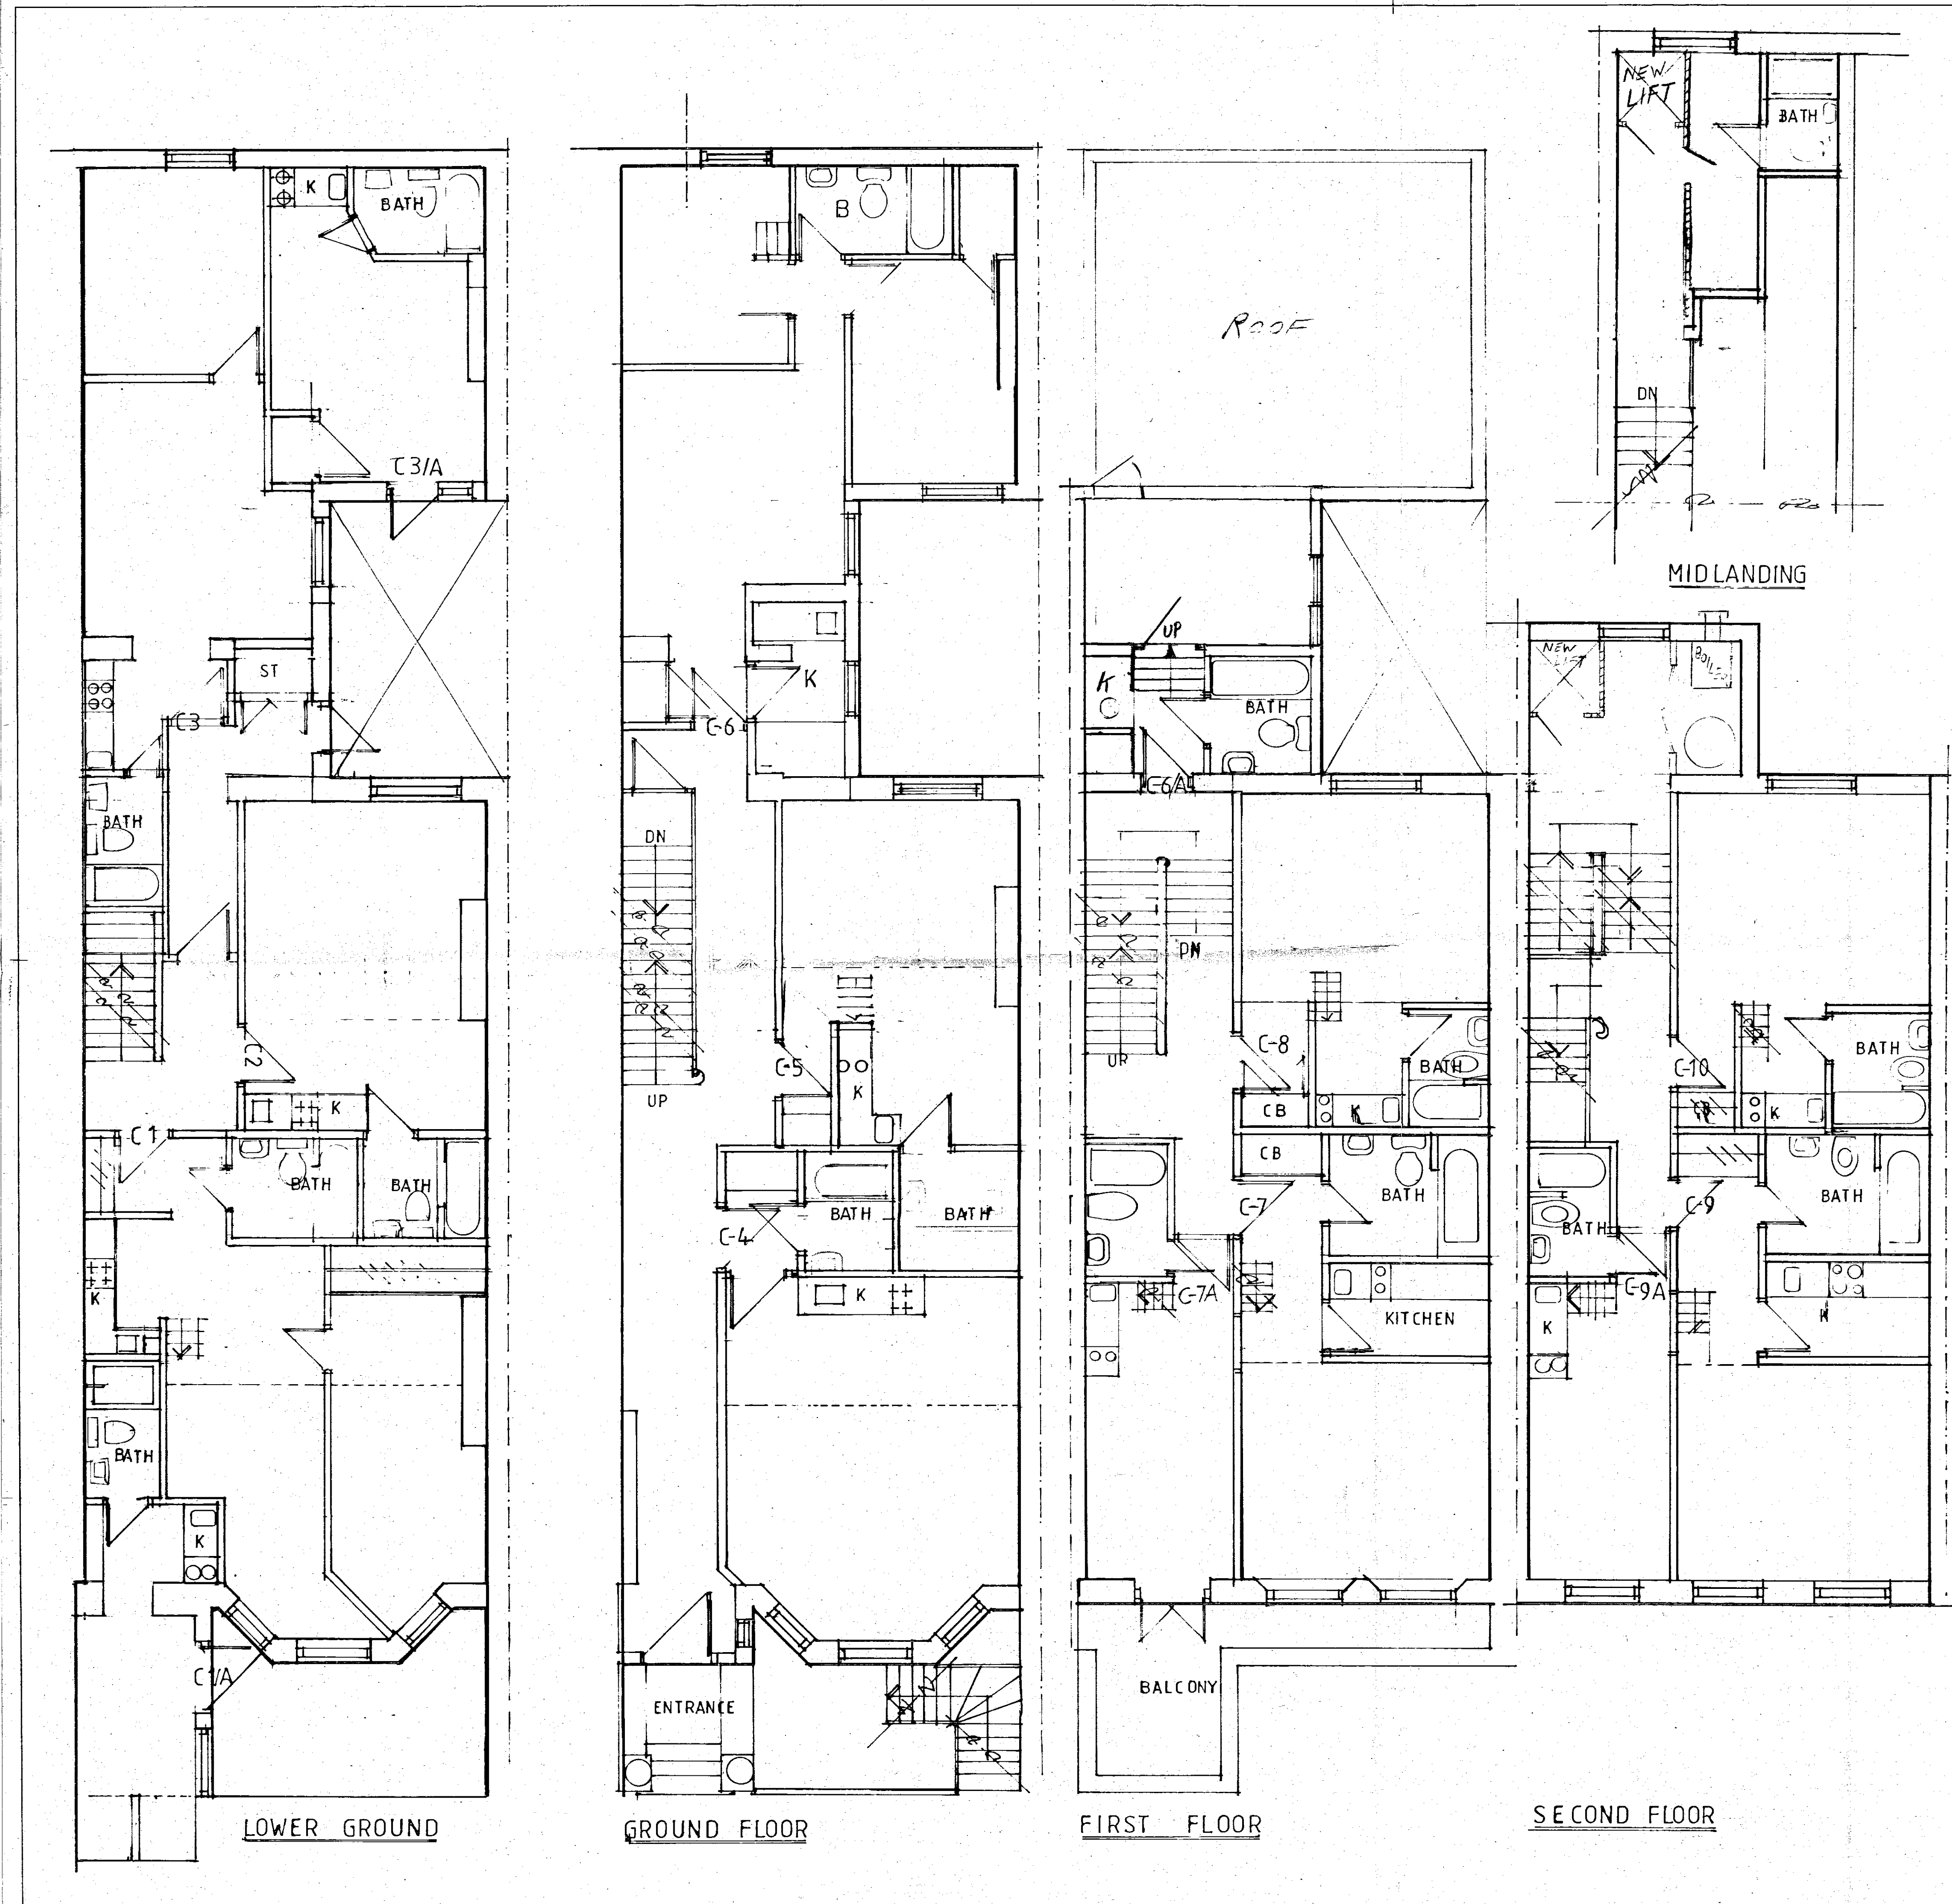 K
BATH
C3/A
ST
C3
BATH
C2
K
C1
BATH
BATH
K
BATH
K
C1/A
LOWER GROUND
B
K
C-6
DN
C-5
K
UP
C-4
BATH
BATH
K
ENTRANCE
GROUND FLOOR
ROOF
UP
K
BATH
C-6/A
DN
C-8
UP
BATH
CB
K
CB
C-7
BATH
C-7A
KITCHEN
BALCONY
FIRST FLOOR
NEW
LIFT
BATH
DN
MIDLANDING
NEW
LIFT
BOILER
C-10
BATH
K
C-9
BATH
BATH
C-9A
K
K
SECOND FLOOR